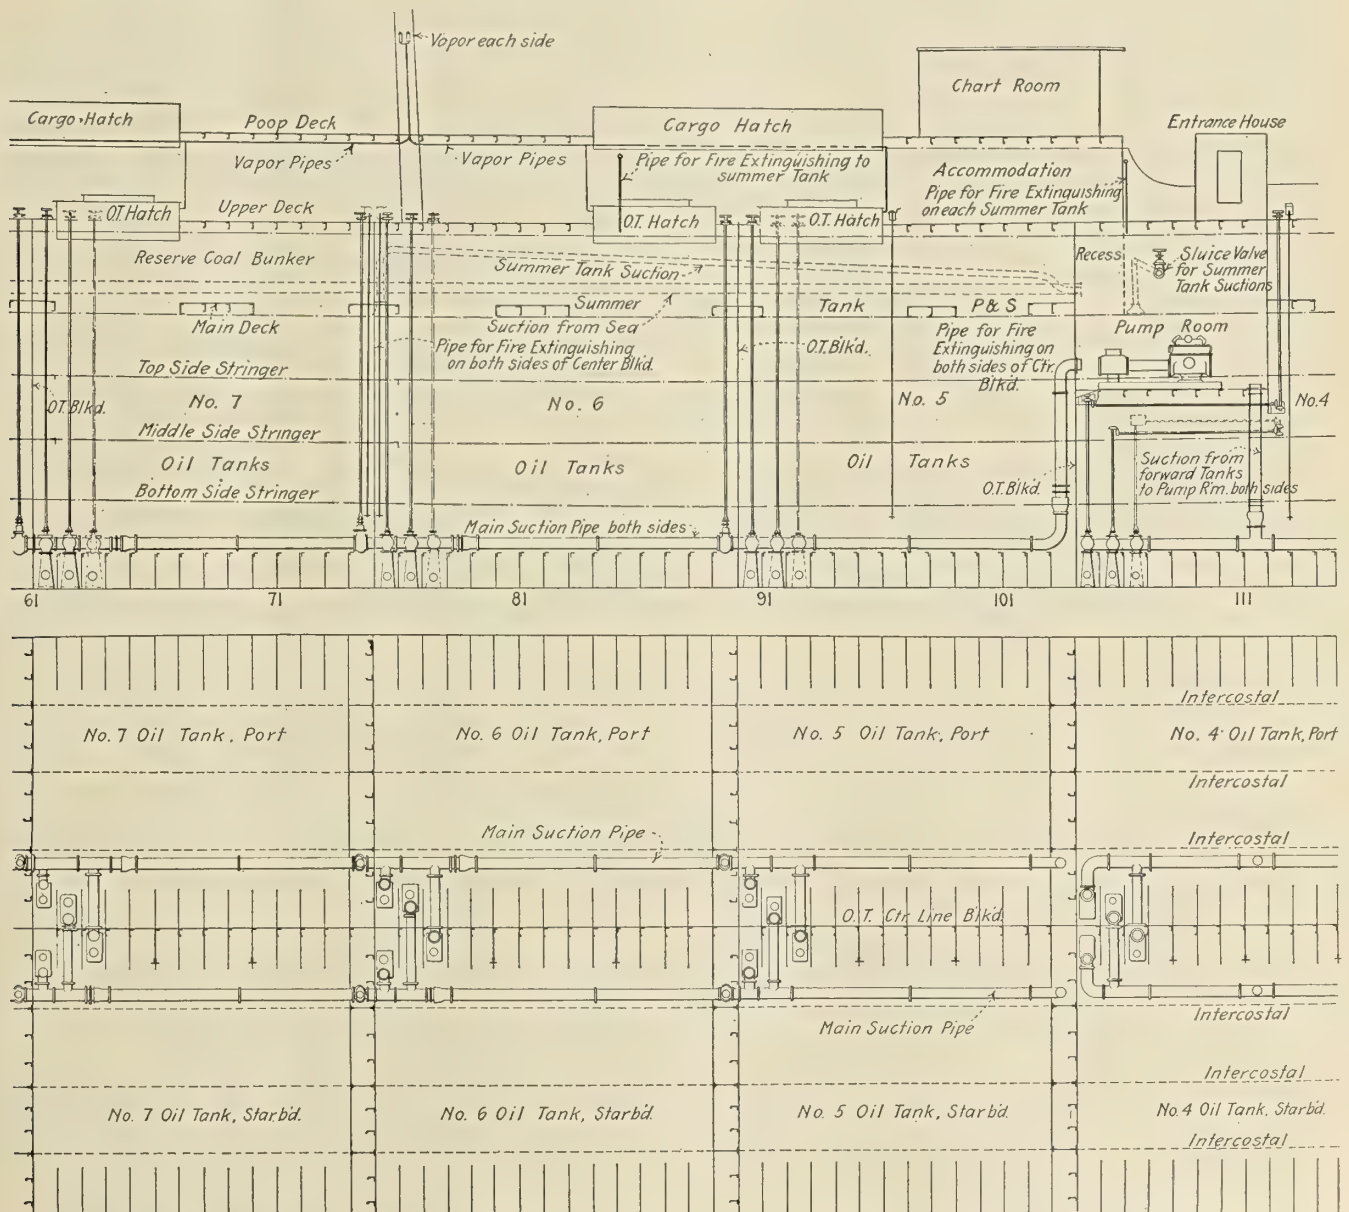 Vapor each side
Chart Room
Cargo Hatch
Poop Deck
Cargo Hatch
Entrance House
Vapor Pipes
Vapor Pipes
Pipe for Fire Extinguishing to
summer Tank
Accommodation
Pipe for Fire Extinguishing
on each Summer Tank
O.T. Hatch
Upper Deck
O.T. Hatch
O.T. Hatch
Reserve Coal Bunker
Summer Tank Suction
Recess
Sluice Valve
for Summer
Tank Suctions
Main Deck
Summer
Tank
P & S
Suction from Sea
Pipe for Fire Extinguishing
on both sides of Center Blkd.
O.T. Blkd.
Pipe for Fire
Extinguishing on
both sides of Ctr.
Blkd.
Pump Room
Top Side Stringer
O.T. Blkd.
No. 7
No. 6
No. 5
No. 4
Middle Side Stringer
Oil Tanks
Oil Tanks
Oil Tanks
Suction from
forward Tanks
to Pump R'm. both sides
Bottom Side Stringer
O.T. Blkd.
Main Suction Pipe both sides
61
71
81
91
101
111
Intercostal
No. 7 Oil Tank, Port
No. 6 Oil Tank, Port
No. 5 Oil Tank, Port
No. 4 Oil Tank, Port
Intercostal
Main Suction Pipe
Intercostal
O.T. Ctr. Line Blkd.
Main Suction Pipe
Intercostal
Intercostal
No. 7 Oil Tank, Starb'd.
No. 6 Oil Tank, Starb'd.
No. 5 Oil Tank, Starb'd.
No. 4 Oil Tank, Starb'd.
Intercostal